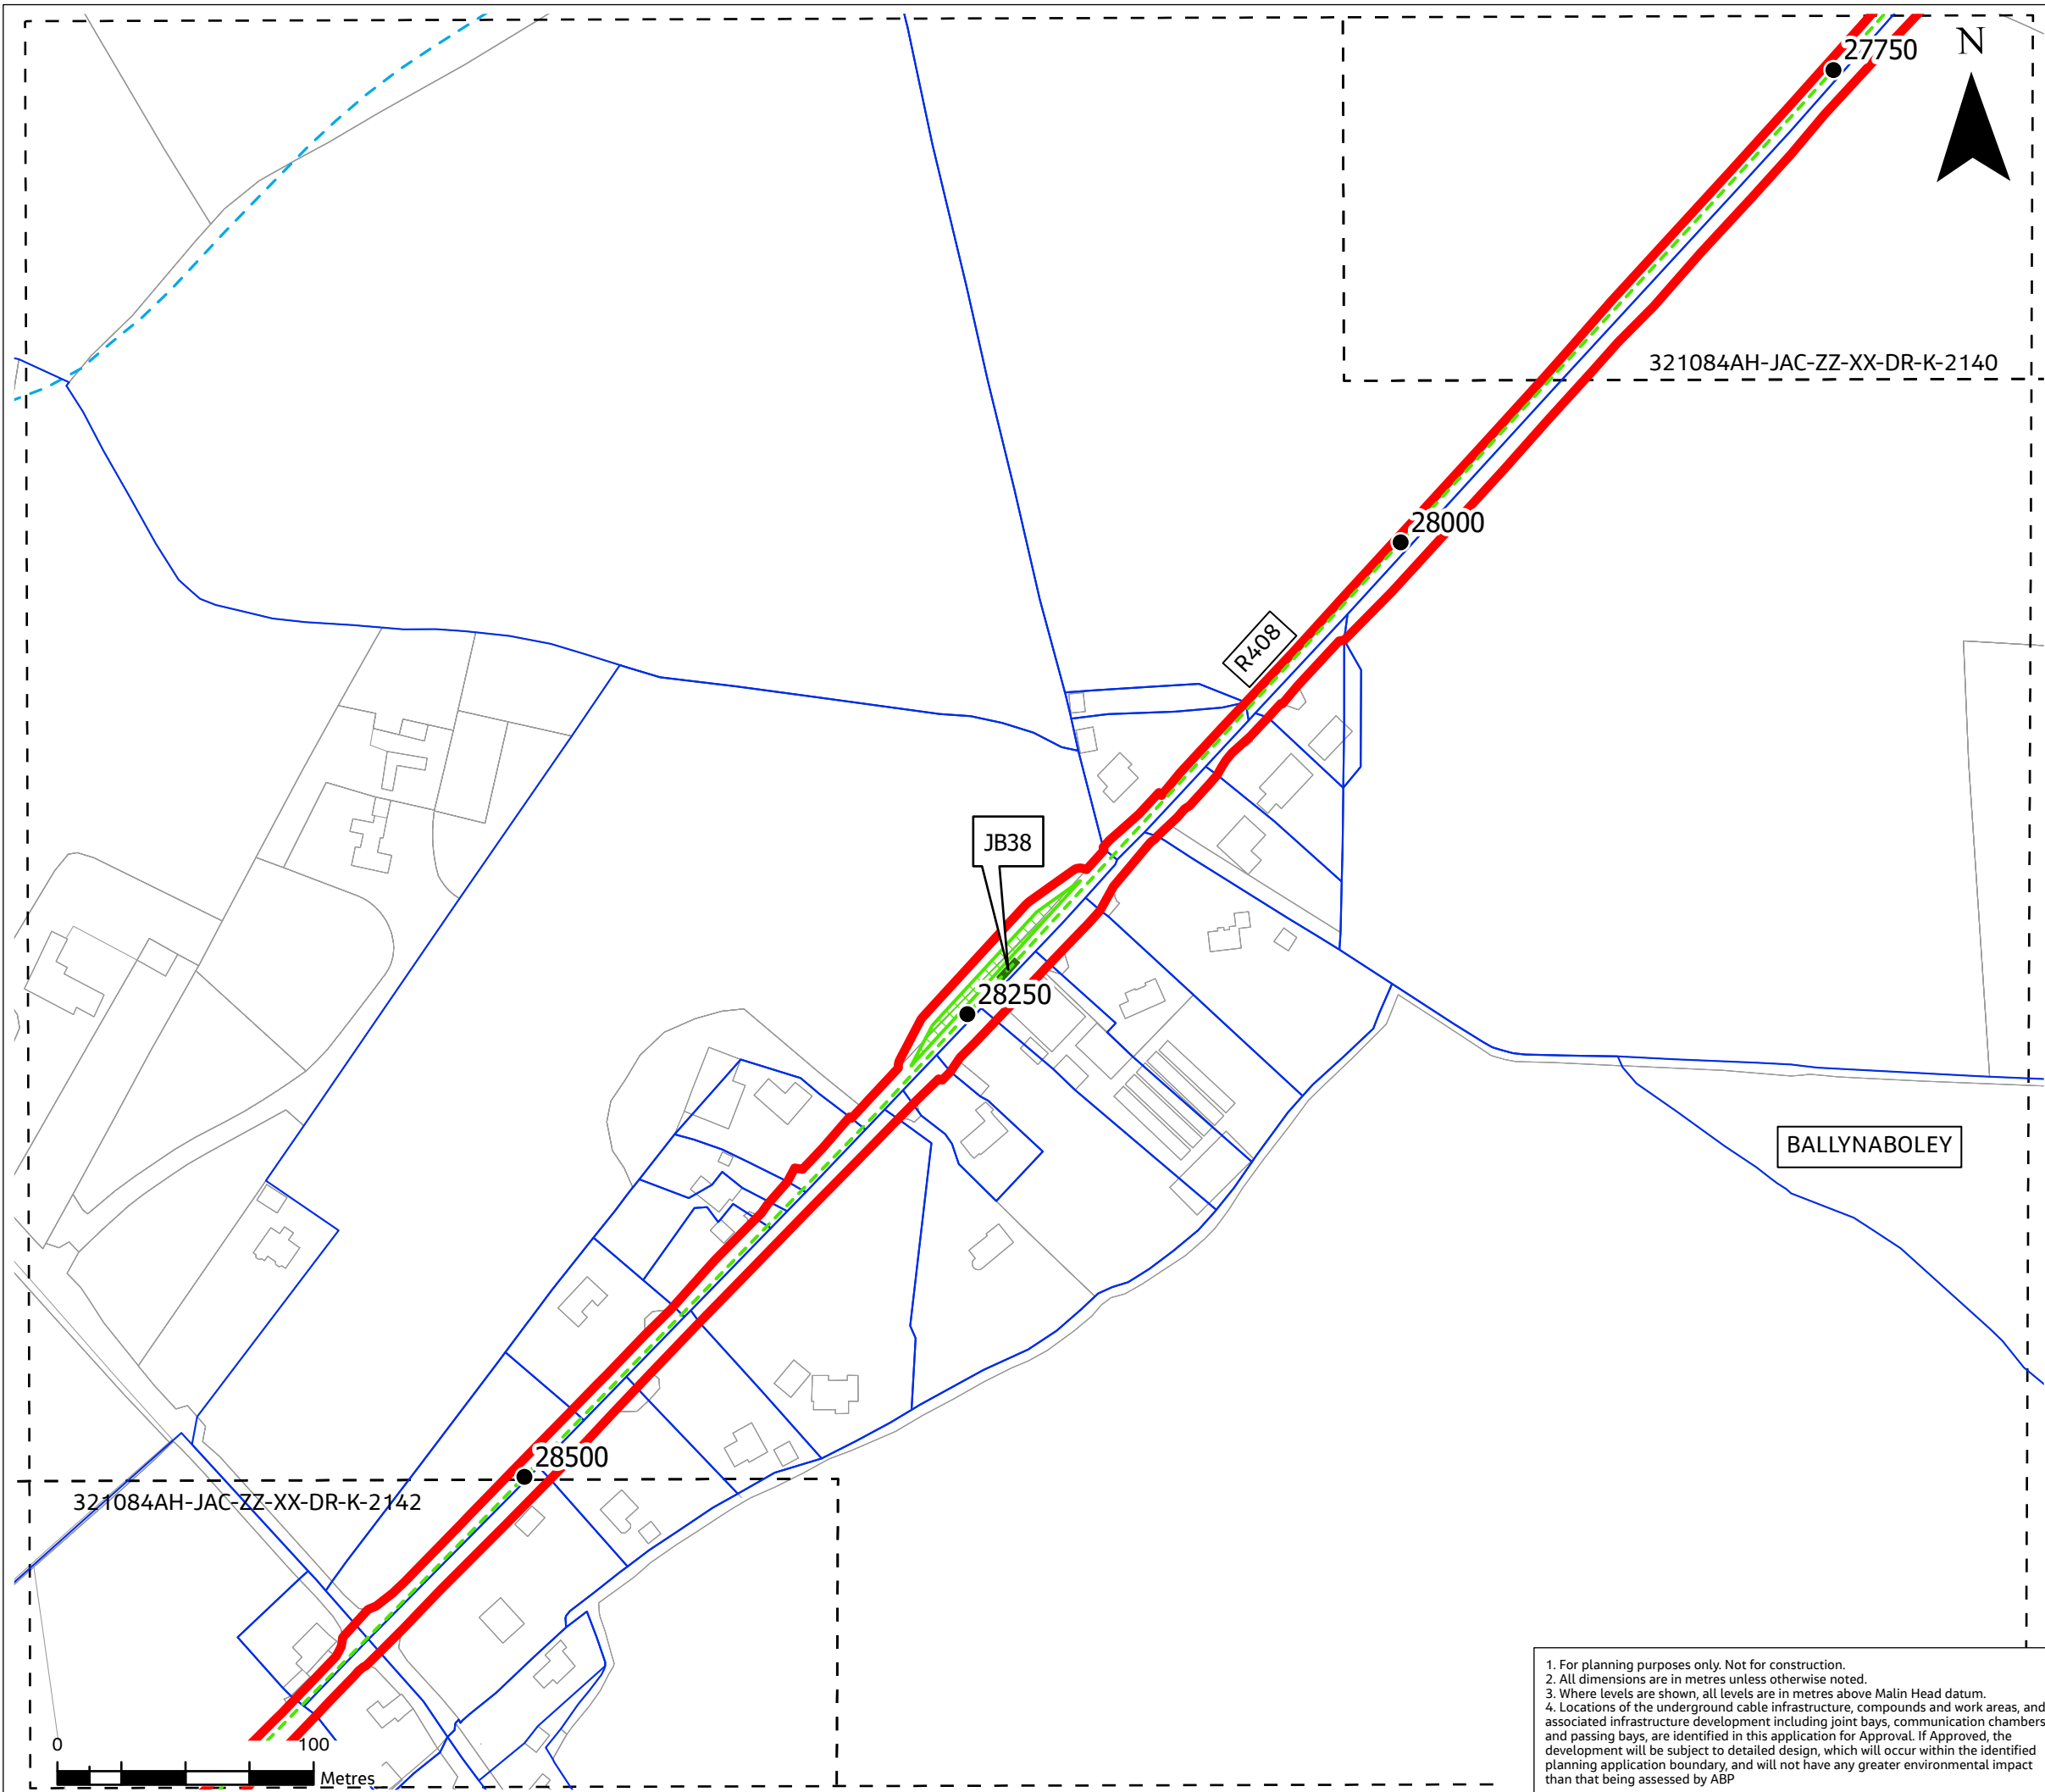 27750
N
321084AH-JAC-ZZ-XX-DR-K-2140
28000
R408
JB38
28250
BALLYNABOLEY
28500
321084AH-JAC-ZZ-XX-DR-K-2142
0 100
Metres
1. For planning purposes only. Not for construction.
2. All dimensions are in metres unless otherwise noted.
3. Where levels are shown, all levels are in metres above Malin Head datum.
4. Locations of the underground cable infrastructure, compounds and work areas, and
associated infrastructure development including joint bays, communication chambers
and passing bays, are identified in this application for Approval. If Approved, the
development will be subject to detailed design, which will occur within the identified
planning application boundary, and will not have any greater environmental impact
than that being assessed by ABP